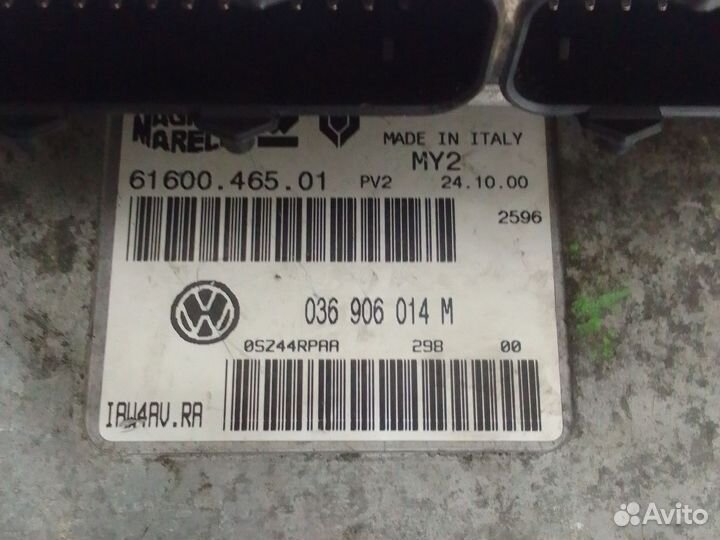 MADE IN ITALY
MY2
61600.465.01 PV2 24.10.00
2596
036 906 014 M
0SZ44RPAA 298 00
IAW4AV.RA
Avito